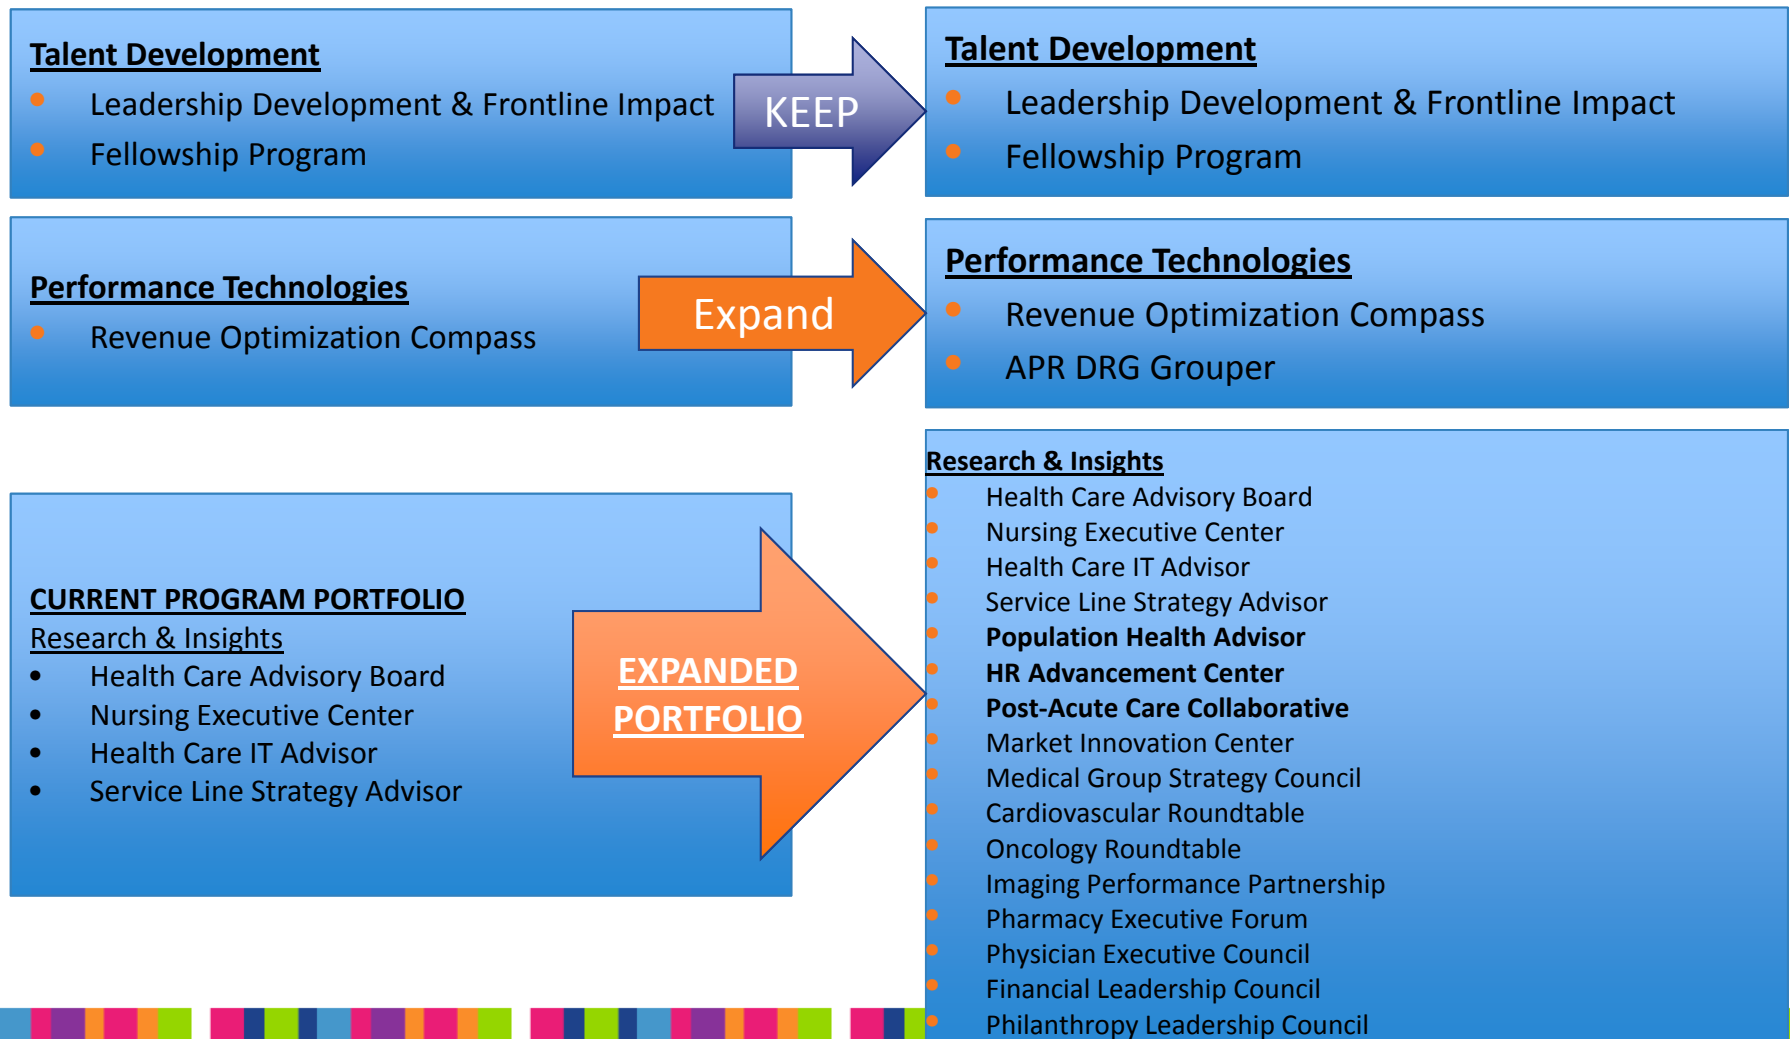 Talent Development
• Leadership Development & Frontline Impact
• Fellowship Program
KEEP
Talent Development
• Leadership Development & Frontline Impact
• Fellowship Program
Performance Technologies
• Revenue Optimization Compass
Expand
Performance Technologies
• Revenue Optimization Compass
• APR DRG Grouper
CURRENT PROGRAM PORTFOLIO
Research & Insights
• Health Care Advisory Board
• Nursing Executive Center
• Health Care IT Advisor
• Service Line Strategy Advisor
EXPANDED
PORTFOLIO
Research & Insights
• Health Care Advisory Board
• Nursing Executive Center
• Health Care IT Advisor
• Service Line Strategy Advisor
• Population Health Advisor
• HR Advancement Center
• Post-Acute Care Collaborative
• Market Innovation Center
• Medical Group Strategy Council
• Cardiovascular Roundtable
• Oncology Roundtable
• Imaging Performance Partnership
• Pharmacy Executive Forum
• Physician Executive Council
• Financial Leadership Council
• Philanthropy Leadership Council